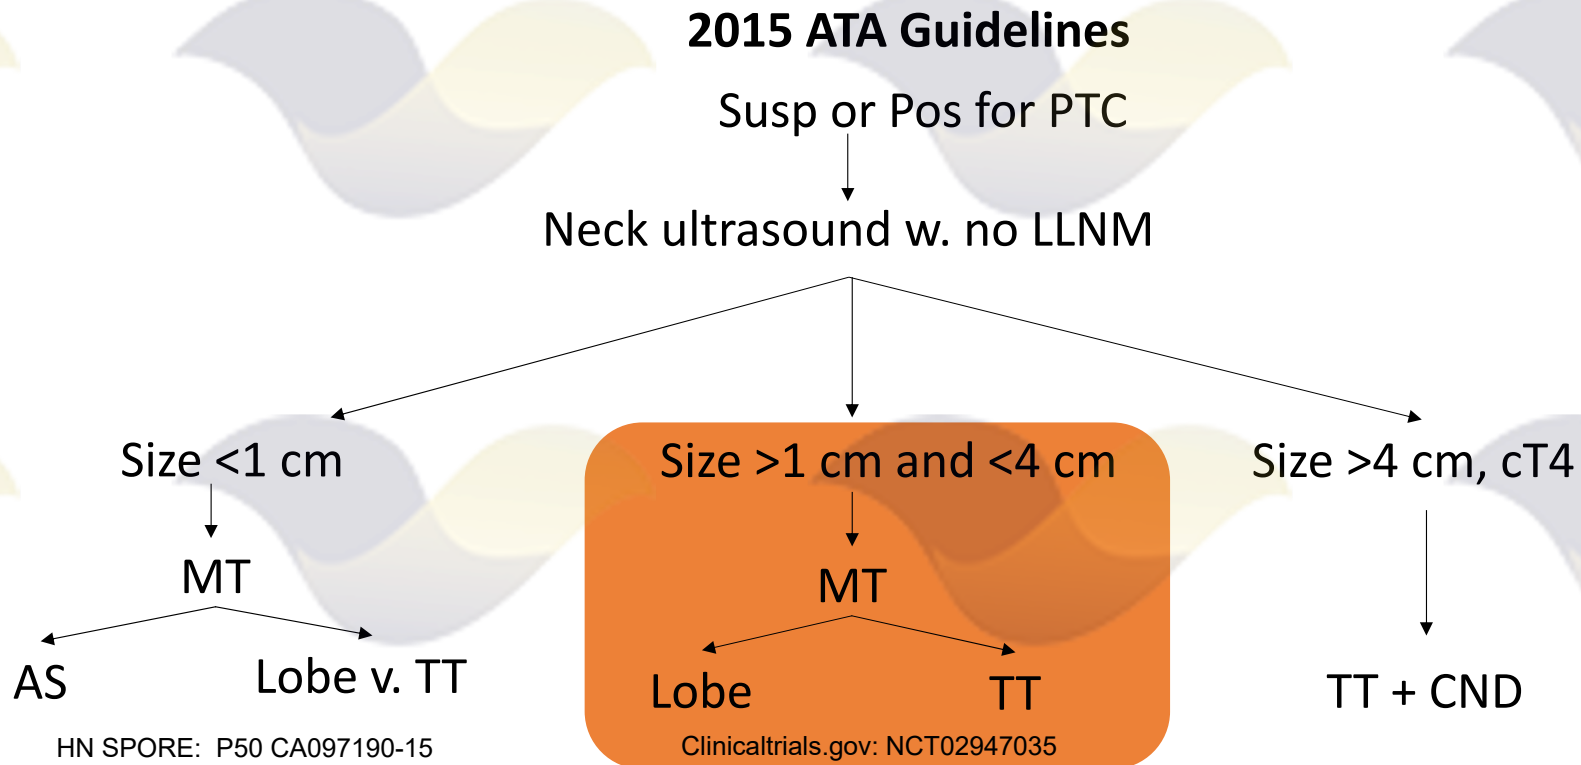 2015 ATA Guidelines
Susp or Pos for PTC
Neck ultrasound w. no LLNM
Size <1 cm
Size >1 cm and <4 cm
Size >4 cm, cT4
MT
MT
AS
Lobe v. TT
Lobe
TT
TT + CND
HN SPORE: P50 CA097190-15
Clinicaltrials.gov: NCT02947035